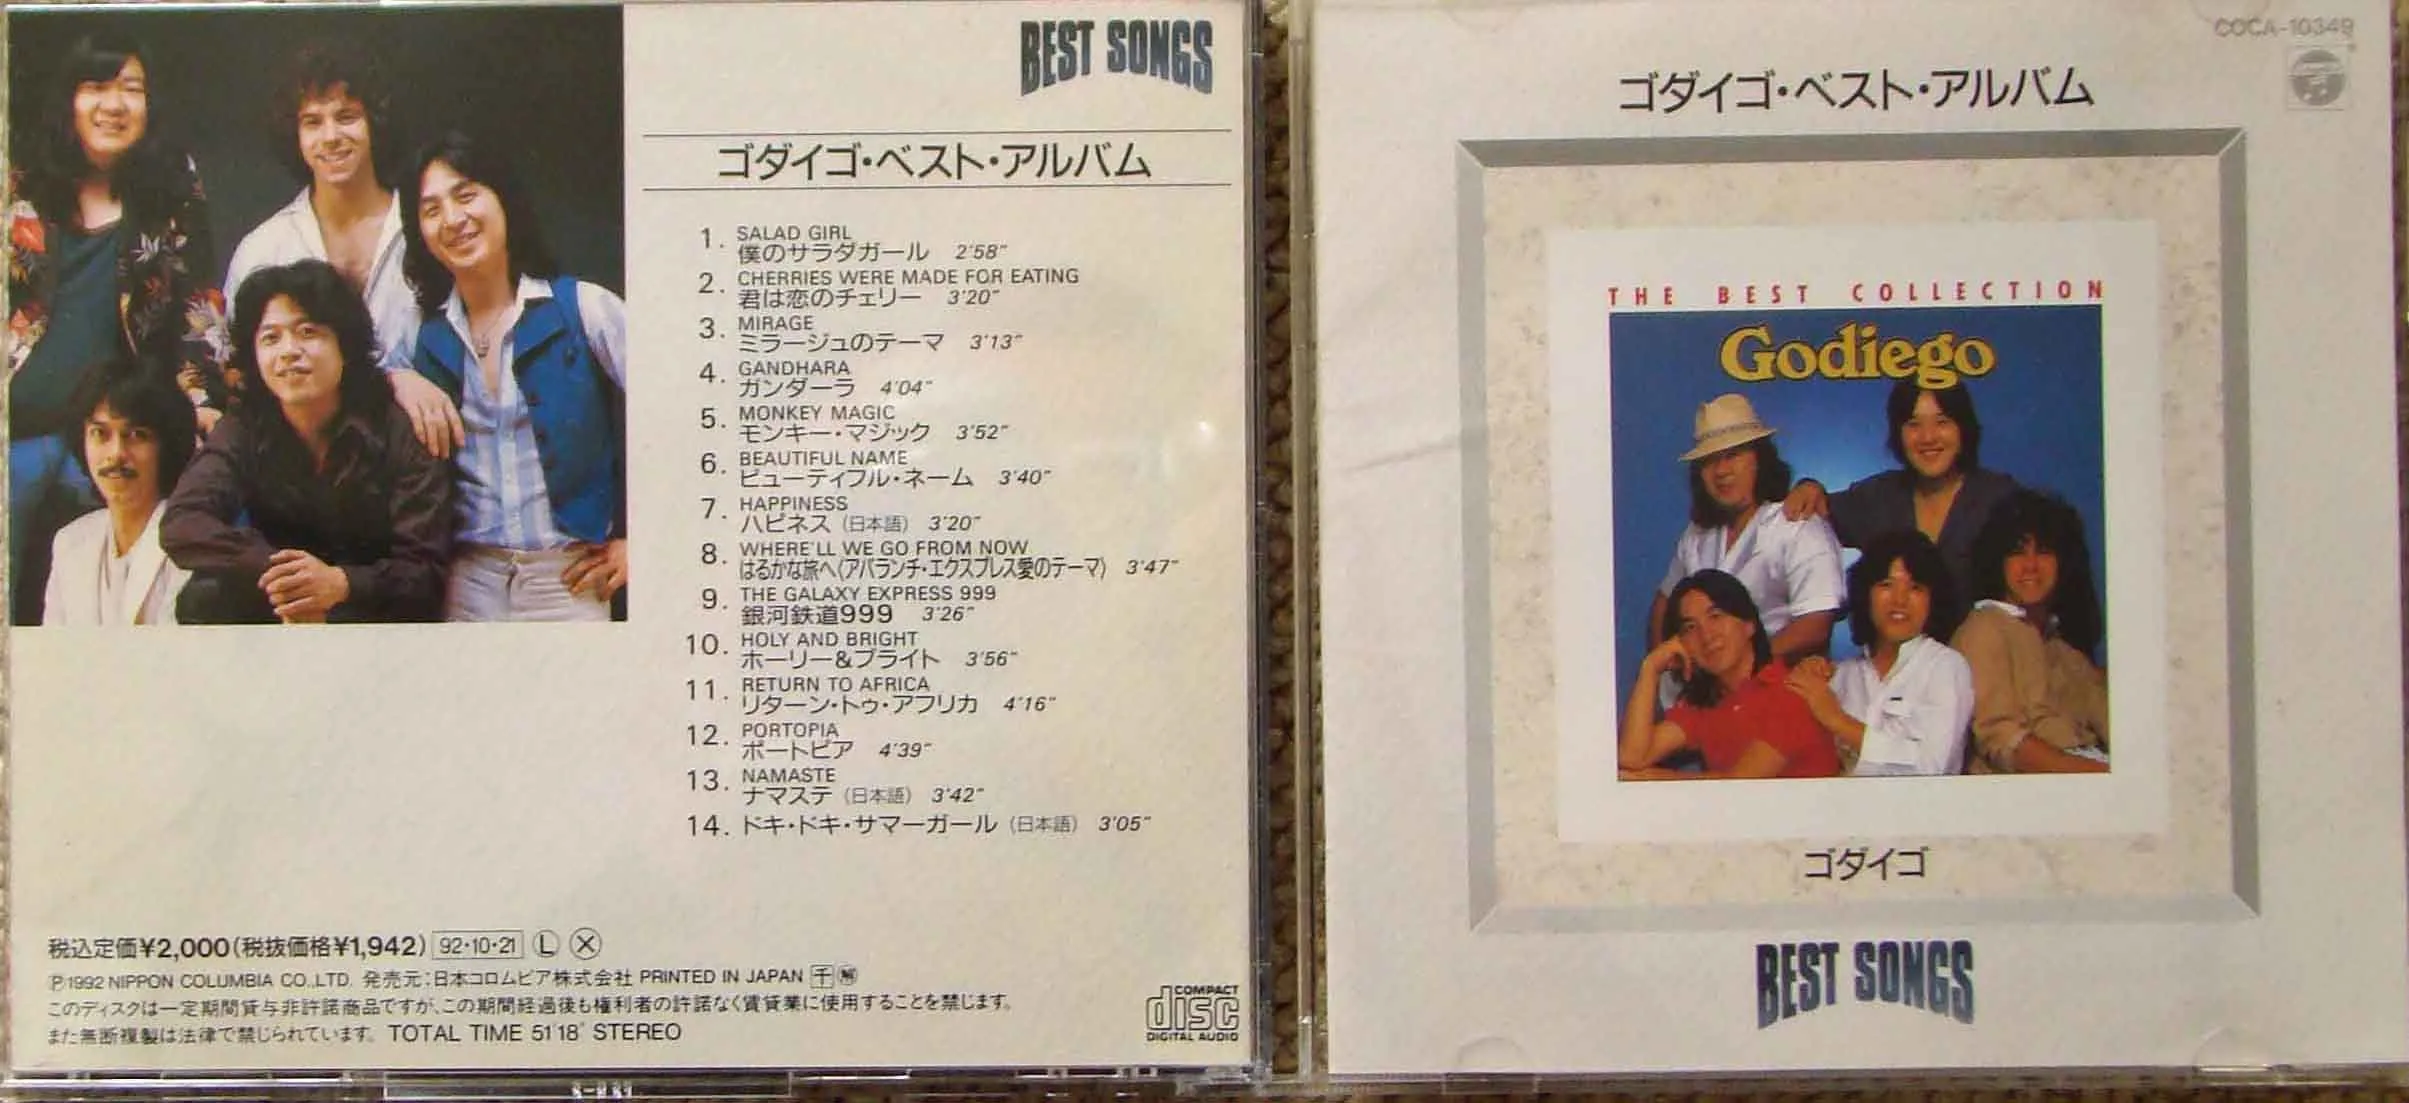 BEST SONGS
ゴダイゴ・ベスト・アルバム
1. SALAD GIRL
僕のサラダガール 2'58"
2. CHERRIES WERE MADE FOR EATING
君は恋のチェリー 3'20"
3. MIRAGE
ミラージュのテーマ 3'13"
4. GANDHARA
ガンダーラ 4'04"
5. MONKEY MAGIC
モンキー・マジック 3'52"
6. BEAUTIFUL NAME
ビューティフル・ネーム 3'40"
7. HAPPINESS
ハピネス (日本語) 3'20"
8. WHERE'LL WE GO FROM NOW
はるかな旅へ(アバランチ・エクスプレス愛のテーマ) 3'47"
9. THE GALAXY EXPRESS 999
銀河鉄道999 3'26"
10. HOLY AND BRIGHT
ホーリー&ブライト 3'56"
11. RETURN TO AFRICA
リターン・トゥ・アフリカ 4'16"
12. PORTOPIA
ポートピア 4'39"
13. NAMASTE
ナマステ (日本語) 3'42"
14. ドキ・ドキ・サマーガール (日本語) 3'05"
税込定価¥2,000(税抜価格¥1,942) 92・10・21 Ⓛ Ⓧ
Ⓟ1992 NIPPON COLUMBIA CO.,LTD. 発売元:日本コロムビア株式会社 PRINTED IN JAPAN 千
このディスクは一定期間貸与非許諾商品ですが、この期間経過後も権利者の許諾なく賃貸業に使用することを禁じます。
また無断複製は法律で禁じられています。 TOTAL TIME 51'18" STEREO
COMPACT
disc
DIGITAL AUDIO
COCA-10349
ゴダイゴ・ベスト・アルバム
THE BEST COLLECTION
Godiego
ゴダイゴ
BEST SONGS